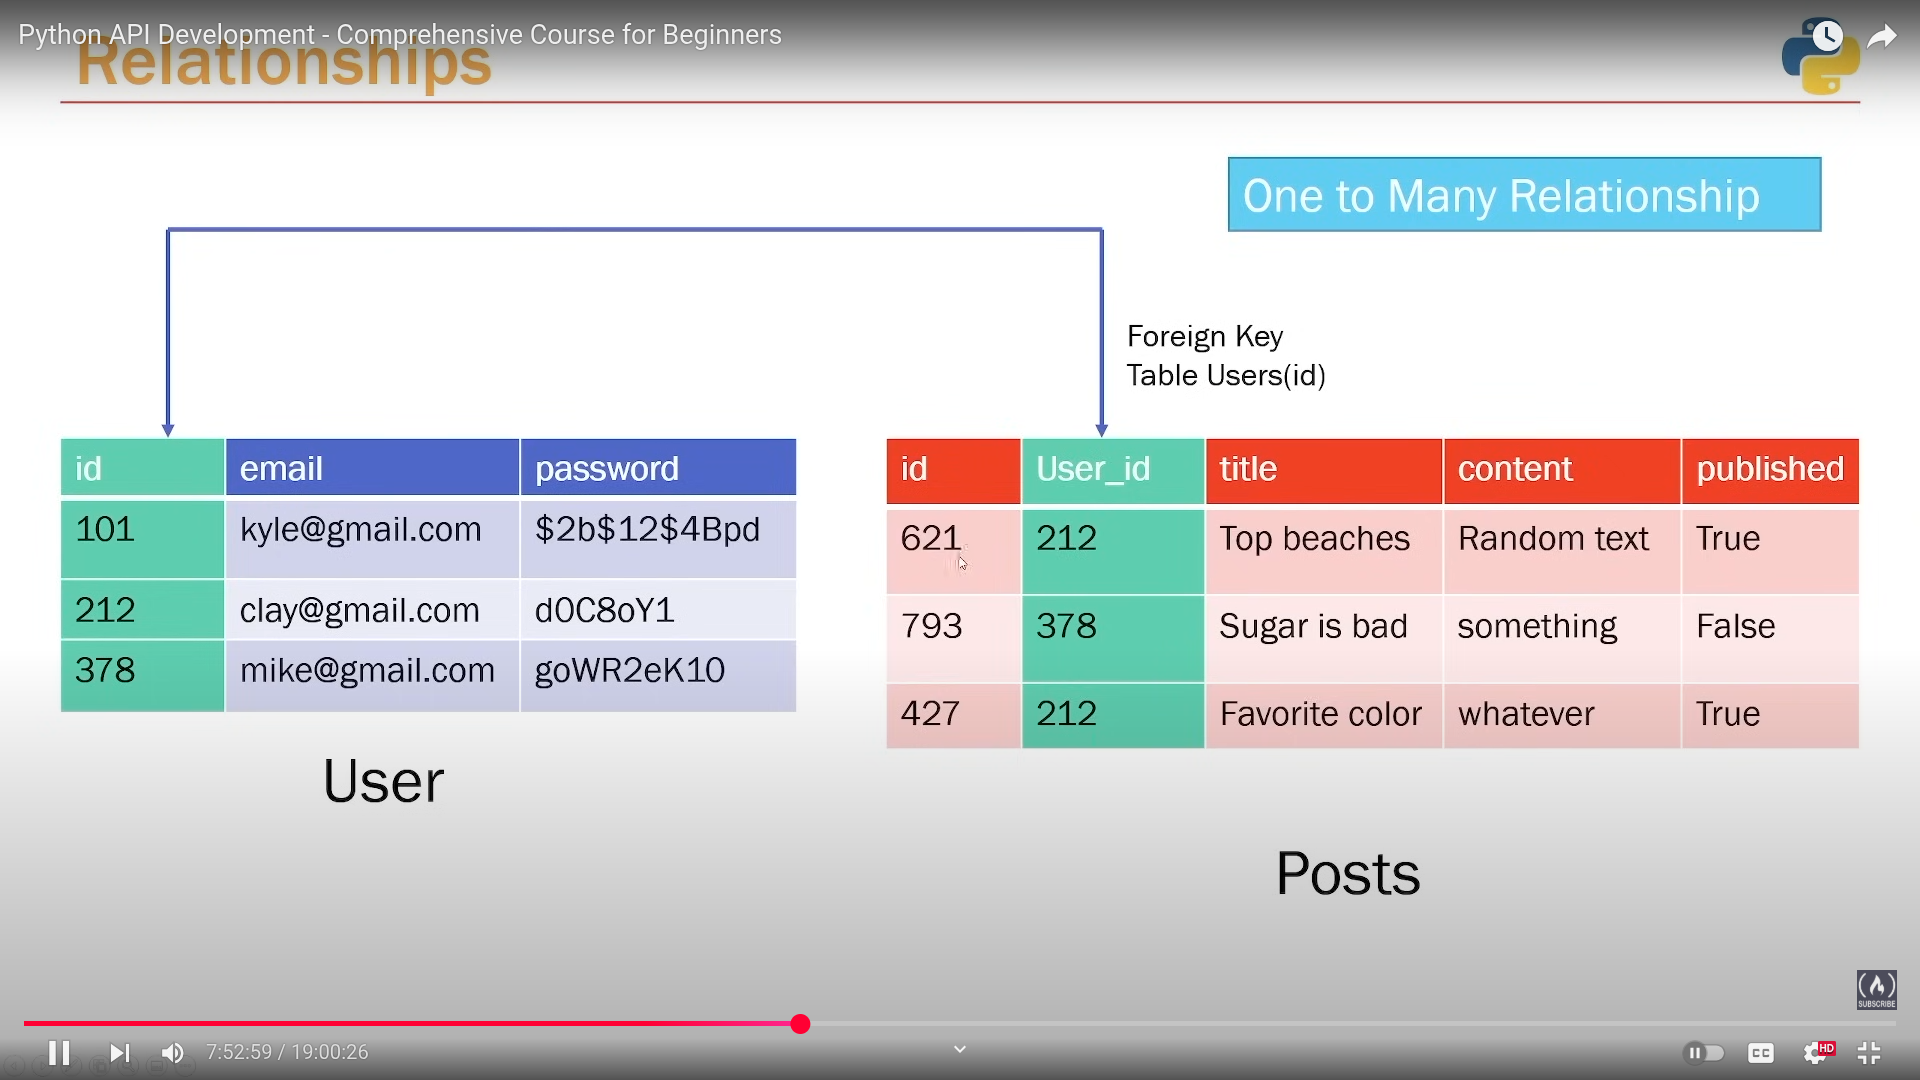 Python API Development - Comprehensive Course for Beginners
Relationships
One to Many Relationship
Foreign Key
Table Users(id)
id email password
101 kyle@gmail.com $2b$12$4Bpd
212 clay@gmail.com d0C8oY1
378 mike@gmail.com goWR2eK10
User
id User_id title content published
621 212 Top beaches Random text True
793 378 Sugar is bad something False
427 212 Favorite color whatever True
Posts
SUBSCRIBE
7:52:59 / 19:00:26
CC
HD